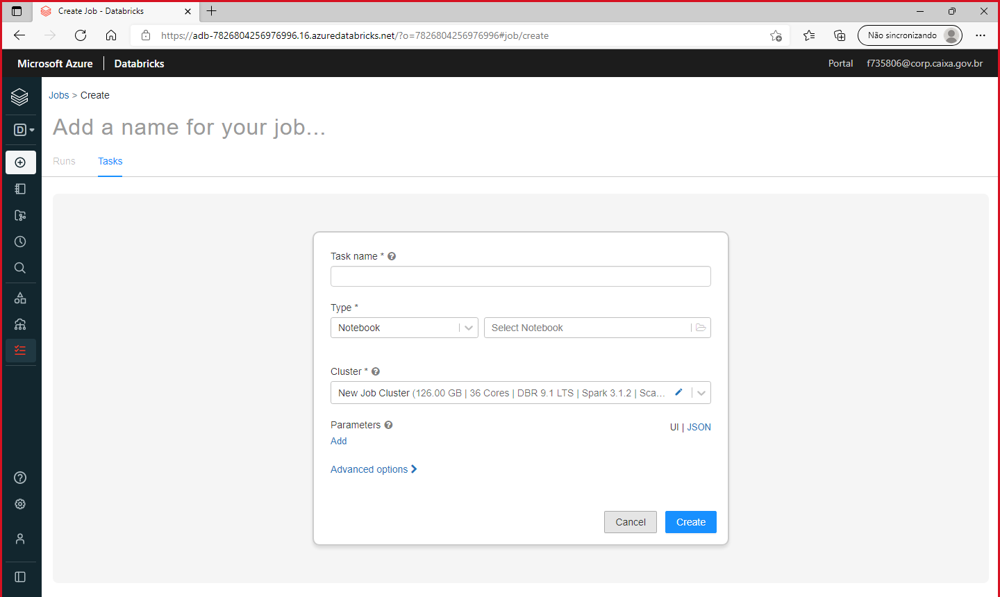 Create Job - Databricks
https://adb-7826804256976996.16.azuredatabricks.net/?o=7826804256976996#job/create
Não sincronizando
Microsoft Azure
Databricks
Portal
f735806@corp.caixa.gov.br
Jobs > Create
Add a name for your job...
Runs
Tasks
Task name *
Type *
Notebook
Select Notebook
Cluster *
New Job Cluster (126.00 GB | 36 Cores | DBR 9.1 LTS | Spark 3.1.2 | Sca...
Parameters
UI | JSON
Add
Advanced options
Cancel
Create